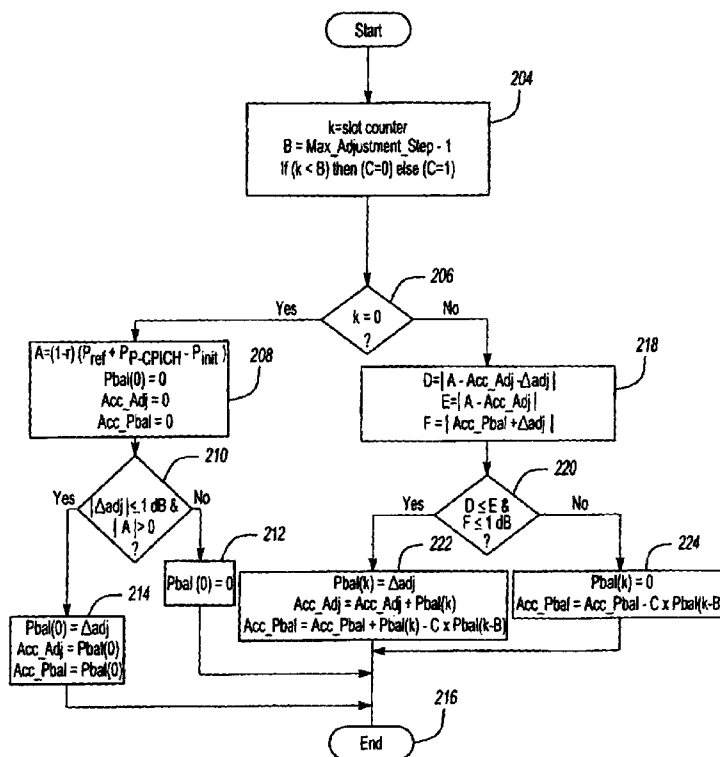 Start
204
k=slot counter
B = Max_Adjustment_Step - 1
If (k < B) then (C=0) else (C=1)
206
Yes
No
k = 0
?
A=(1-r) {P_ref + P_P-CPICH - P_init }
Pbal(0) = 0
Acc_Adj = 0
Acc_Pbal = 0
208
D=| A - Acc_Adj -Δadj |
E=| A - Acc_Adj |
F = | Acc_Pbal +Δadj |
218
210
Yes
No
|Δadj |≤ 1 dB &
| A |> 0
?
220
Yes
No
D ≤ E &
F ≤ 1 dB
?
212
Pbal (0) = 0
222
Pbal(k) = Δadj
Acc_Adj = Acc_Adj + Pbal(k)
Acc_Pbal = Acc_Pbal + Pbal(k) - C x Pbal(k-B)
224
Pbal(k) = 0
Acc_Pbal = Acc_Pbal - C x Pbal(k-B)
214
Pbal(0) = Δadj
Acc_Adj = Pbal(0)
Acc_Pbal = Pbal(0)
216
End